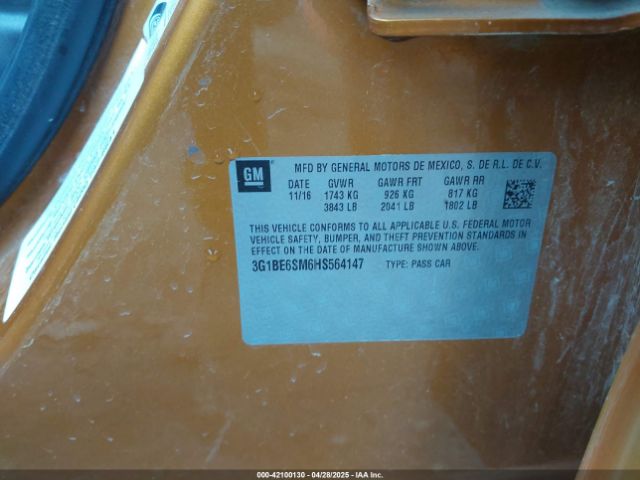 GM
MFD BY GENERAL MOTORS DE MEXICO, S. DE R.L. DE C.V.
DATE GVWR GAWR FRT GAWR RR
11/16 1743 KG 926 KG 817 KG
3843 LB 2041 LB 1802 LB
THIS VEHICLE CONFORMS TO ALL APPLICABLE U.S. FEDERAL MOTOR
VEHICLE SAFETY, BUMPER, AND THEFT PREVENTION STANDARDS IN
EFFECT ON THE DATE OF MANUFACTURE SHOWN ABOVE.
3G1BE6SM6HS564147 TYPE: PASS CAR
000-42100130 - 04/28/2025 - IAAI.COM